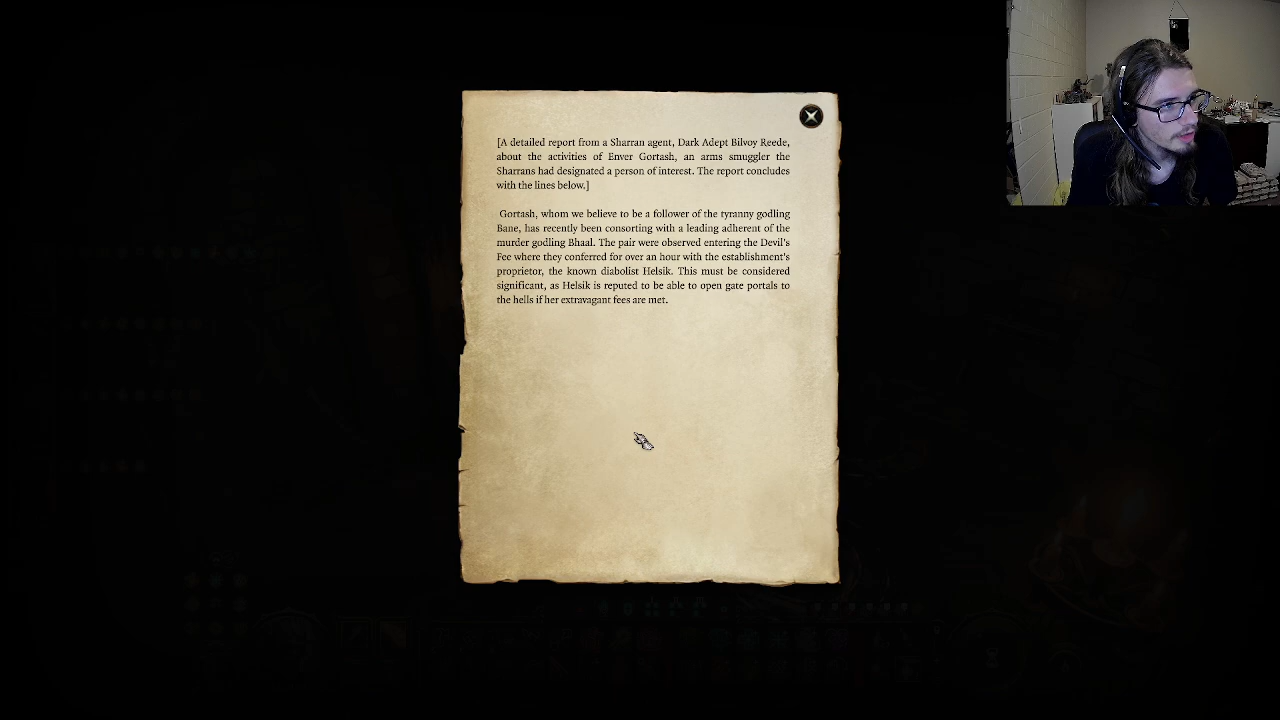 [A detailed report from a Sharran agent, Dark Adept Bilvoy Reede,
about the activities of Enver Gortash, an arms smuggler the
Sharrans had designated a person of interest. The report concludes
with the lines below.]
Gortash, whom we believe to be a follower of the tyranny godling
Bane, has recently been consorting with a leading adherent of the
murder godling Bhaal. The pair were observed entering the Devil's
Fee where they conferred for over an hour with the establishment's
proprietor, the known diabolist Helsik. This must be considered
significant, as Helsik is reputed to be able to open gate portals to
the hells if her extravagant fees are met.